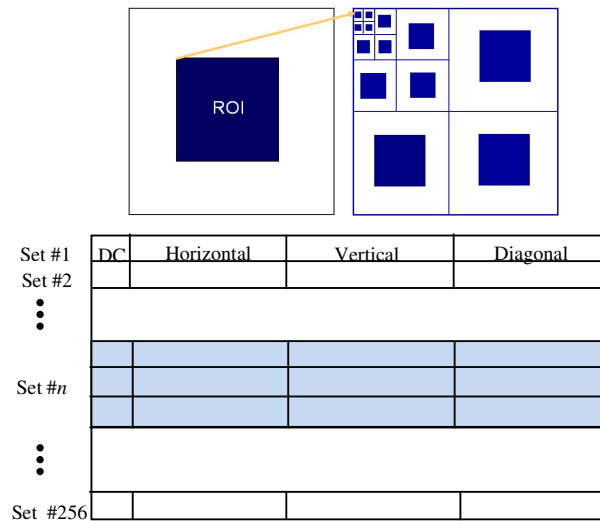 ROI
Set #1 DC Horizontal Vertical Diagonal
Set #2
Set #n
Set #256